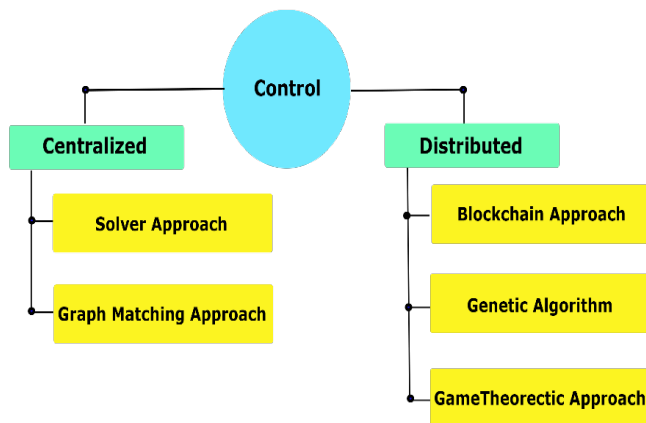 Control
Centralized
Solver Approach
Graph Matching Approach
Distributed
Blockchain Approach
Genetic Algorithm
GameTheorectic Approach